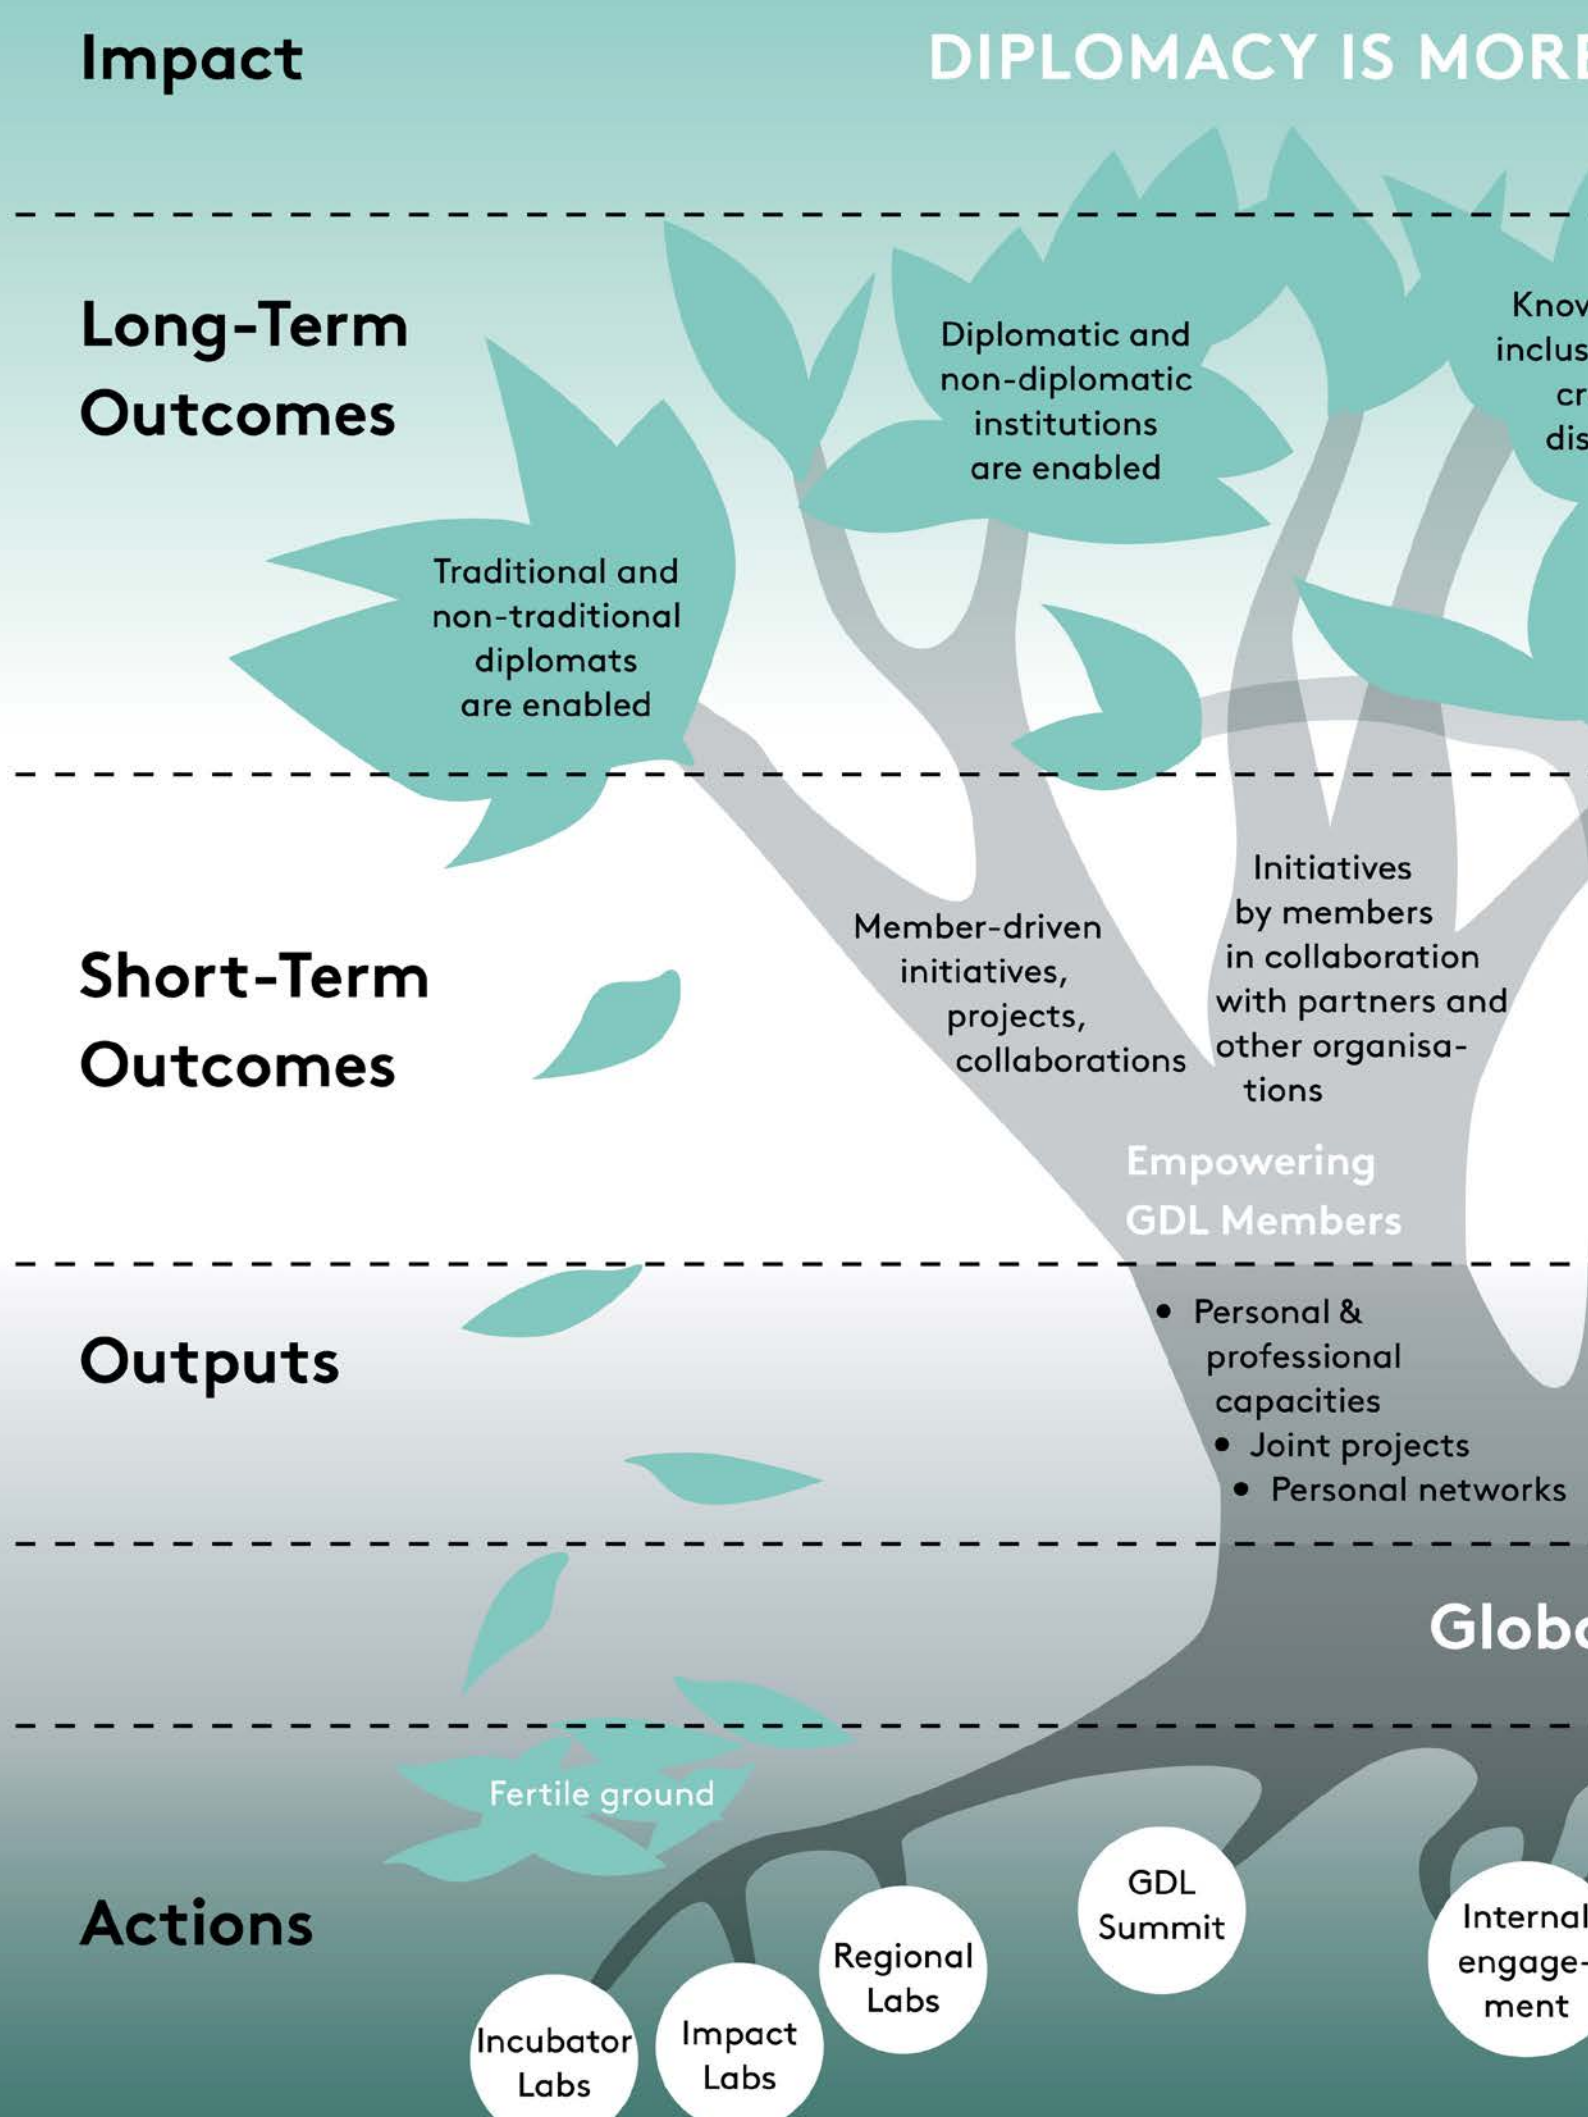 Impact
DIPLOMACY IS MORE
Long-Term
Outcomes
Diplomatic and
non-diplomatic
institutions
are enabled
Traditional and
non-traditional
diplomats
are enabled
Short-Term
Outcomes
Member-driven
initiatives,
projects,
collaborations
Initiatives
by members
in collaboration
with partners and
other organisa-
tions
Empowering
GDL Members
Outputs
• Personal &
professional
capacities
• Joint projects
• Personal networks
Fertile ground
Actions
Incubator
Labs
Impact
Labs
Regional
Labs
GDL
Summit
Internal
engage-
ment